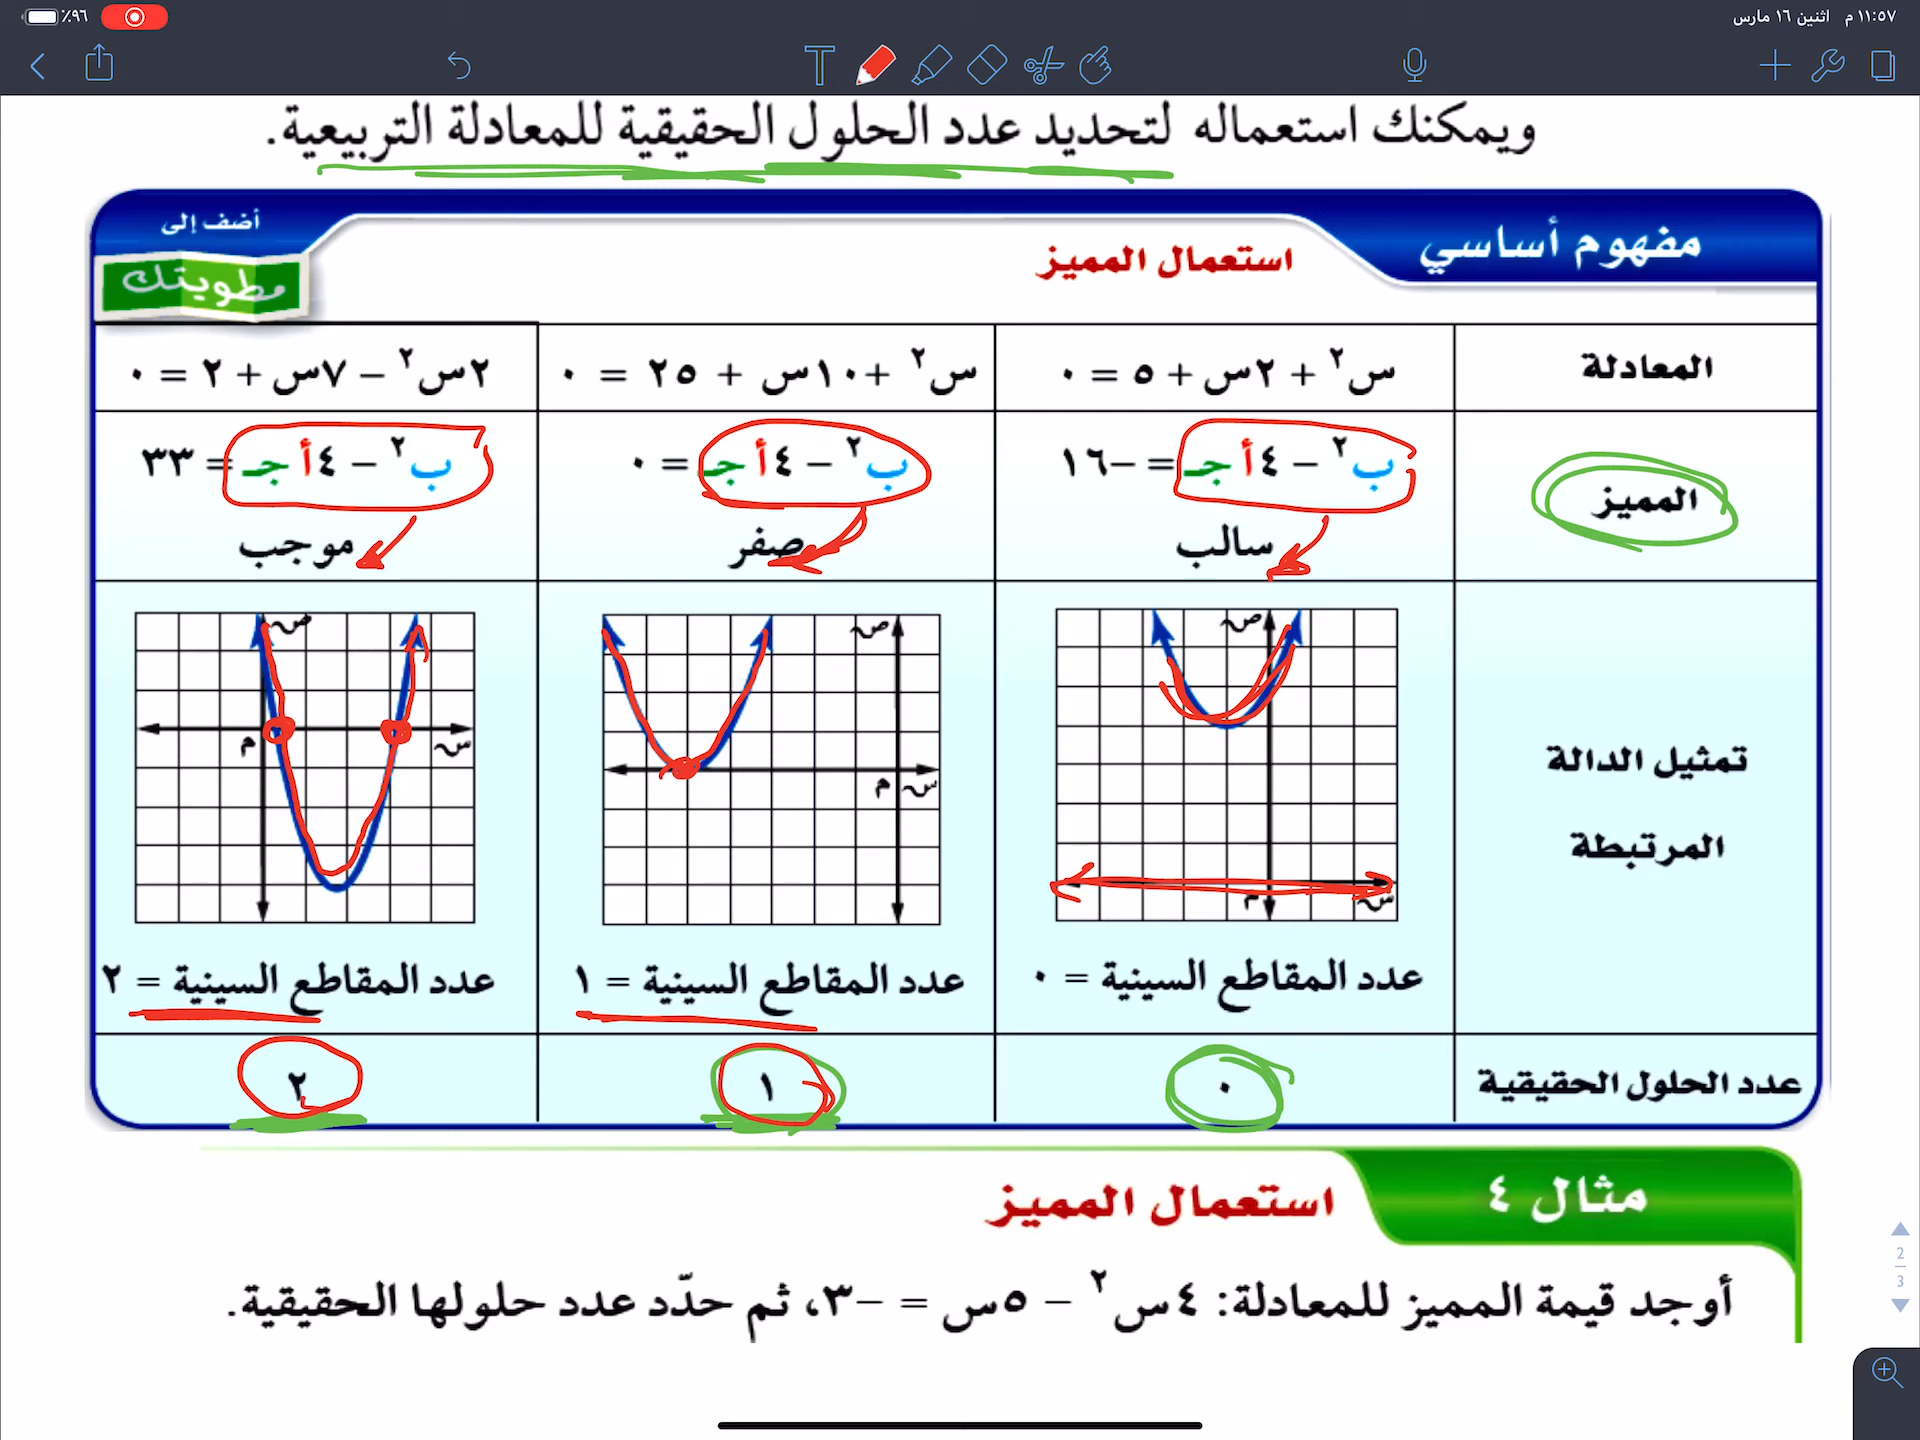 ١١:٥٧ م اثنين ١٦ مارس
٪٩٦
ويمكنك استعماله لتحديد عدد الحلول الحقيقية للمعادلة التربيعية.
مفهوم أساسي
استعمال المميز
أضف إلى
مطويتك
المعادلة
س٢ + ٢س + ٥ = ٠
س٢ + ١٠س + ٢٥ = ٠
٢س٢ – ٧س + ٢ = ٠
المميز
ب٢ – ٤أجـ = –١٦
سالب
ب٢ – ٤أجـ = ٠
صفر
ب٢ – ٤أجـ = ٣٣
موجب
تمثيل الدالة
المرتبطة
ص
م
س
ص
م
س
ص
م
س
عدد المقاطع السينية = ٠
عدد المقاطع السينية = ١
عدد المقاطع السينية = ٢
عدد الحلول الحقيقية
٠
١
٢
مثال ٤
استعمال المميز
أوجد قيمة المميز للمعادلة: ٤س٢ – ٥س = –٣، ثم حدّد عدد حلولها الحقيقية.
2
3